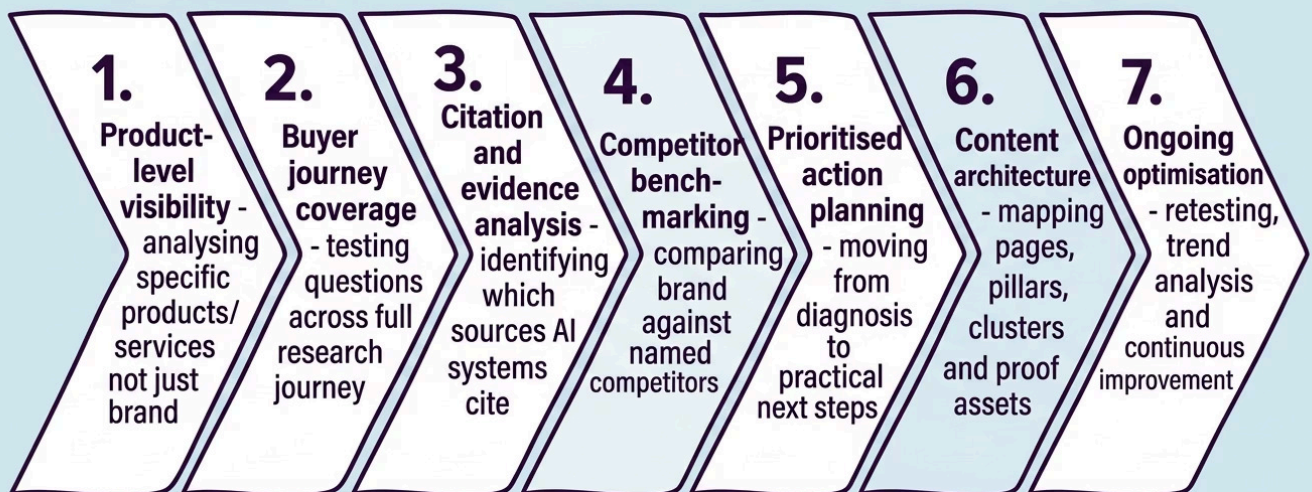 1.
Product-
level
visibility -
analysing
specific
products/
services
not just
brand
2.
Buyer
journey
coverage
- testing
questions
across full
research
journey
3.
Citation
and
evidence
analysis -
identifying
which
sources AI
systems
cite
4.
Competitor
bench-
marking -
comparing
brand
against
named
competitors
5.
Prioritised
action
planning
- moving
from
diagnosis
to
practical
next steps
6.
Content
architecture
- mapping
pages,
pillars,
clusters
and proof
assets
7.
Ongoing
optimisation
- retesting,
trend
analysis
and
continuous
improvement